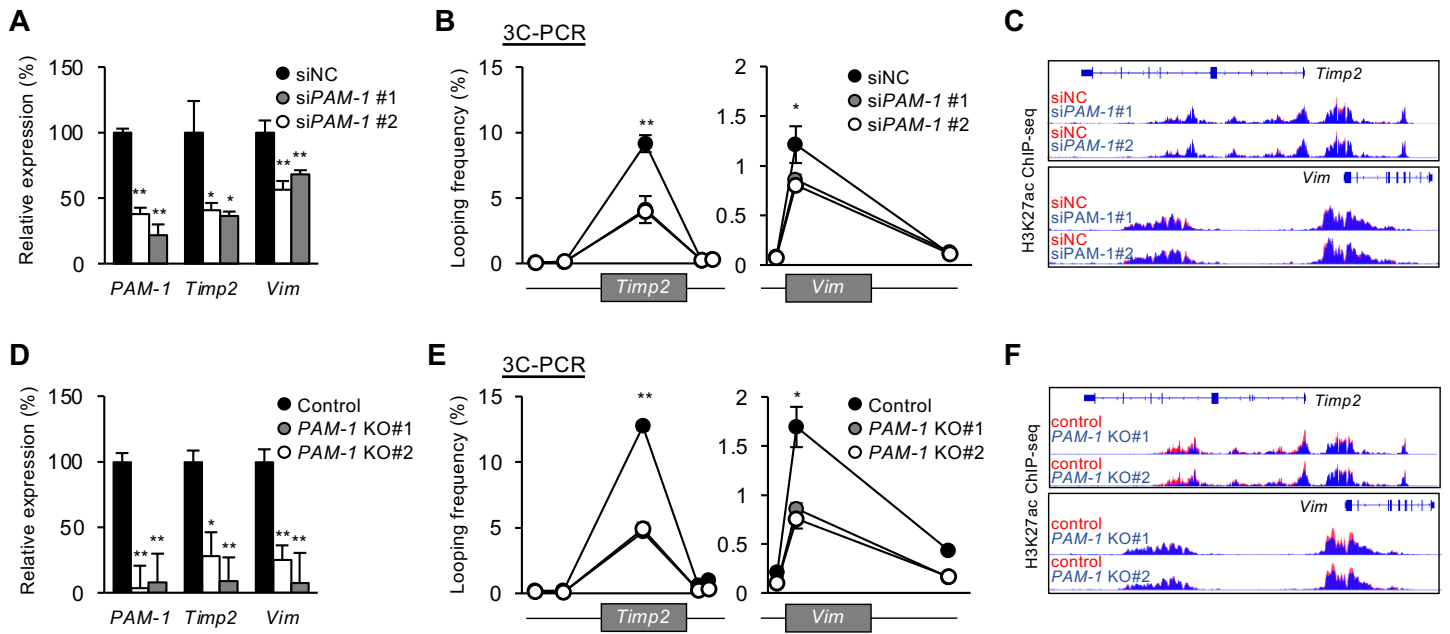 A
Relative expression (%)
150
100
50
0
siNC
siPAM-1 #1
siPAM-1 #2
** ** * * ** **
PAM-1 Timp2 Vim
B
3C-PCR
Looping frequency (%)
15
10
5
0
**
Timp2
2
1.5
1
0.5
0
*
siNC
siPAM-1 #1
siPAM-1 #2
Vim
C
H3K27ac ChIP-seq
Timp2
siNC
siPAM-1#1
siNC
siPAM-1#2
Vim
siNC
siPAM-1#1
siNC
siPAM-1#2
D
Relative expression (%)
150
100
50
0
Control
PAM-1 KO#1
PAM-1 KO#2
** ** * ** ** **
PAM-1 Timp2 Vim
E
3C-PCR
Looping frequency (%)
15
10
5
0
**
Timp2
2
1.5
1
0.5
0
*
Control
PAM-1 KO#1
PAM-1 KO#2
Vim
F
H3K27ac ChIP-seq
Timp2
control
PAM-1 KO#1
control
PAM-1 KO#2
Vim
control
PAM-1 KO#1
control
PAM-1 KO#2